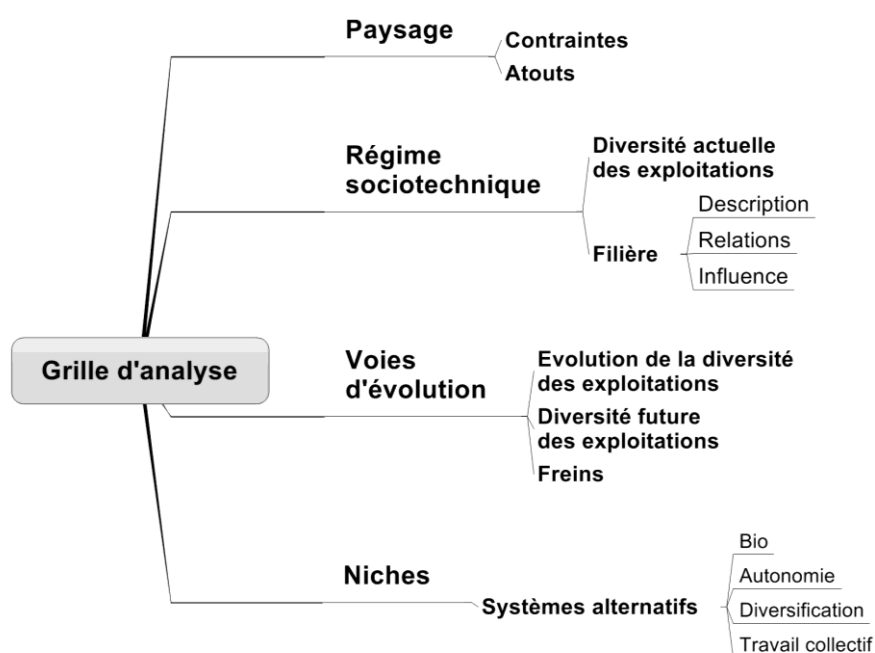 Paysage
Contraintes
Atouts
Régime
sociotechnique
Diversité actuelle
des exploitations
Filière
Description
Relations
Influence
Grille d'analyse
Voies
d'évolution
Evolution de la diversité
des exploitations
Diversité future
des exploitations
Freins
Niches
Systèmes alternatifs
Bio
Autonomie
Diversification
Travail collectif